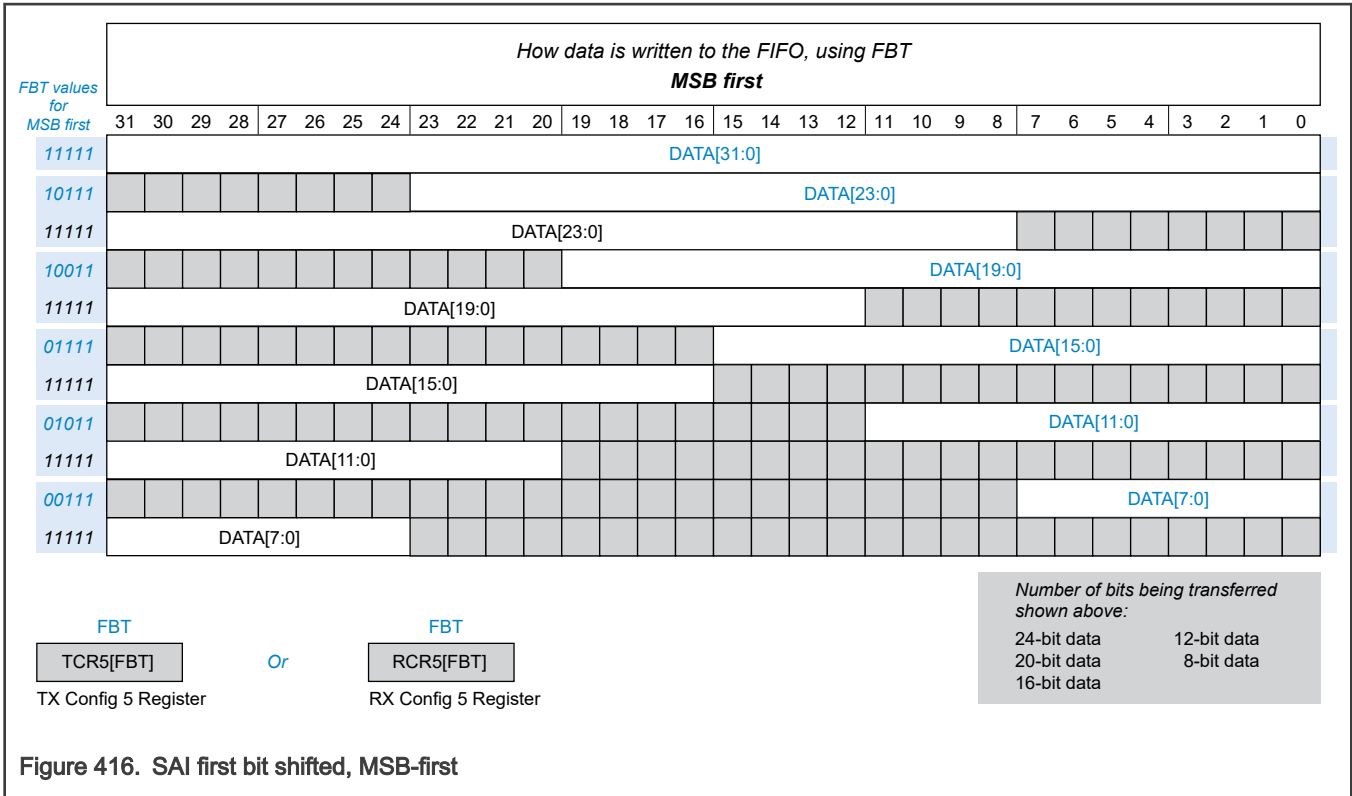 How data is written to the FIFO, using FBT
MSB first
FBT values
for
MSB first
31 30 29 28 27 26 25 24 23 22 21 20 19 18 17 16 15 14 13 12 11 10 9 8 7 6 5 4 3 2 1 0
11111 DATA[31:0]
10111 DATA[23:0]
11111 DATA[23:0]
10011 DATA[19:0]
11111 DATA[19:0]
01111 DATA[15:0]
11111 DATA[15:0]
01011 DATA[11:0]
11111 DATA[11:0]
00111 DATA[7:0]
11111 DATA[7:0]
FBT FBT
TCR5[FBT] Or RCR5[FBT]
TX Config 5 Register RX Config 5 Register
Number of bits being transferred
shown above:
24-bit data 12-bit data
20-bit data 8-bit data
16-bit data
Figure 416. SAI first bit shifted, MSB-first